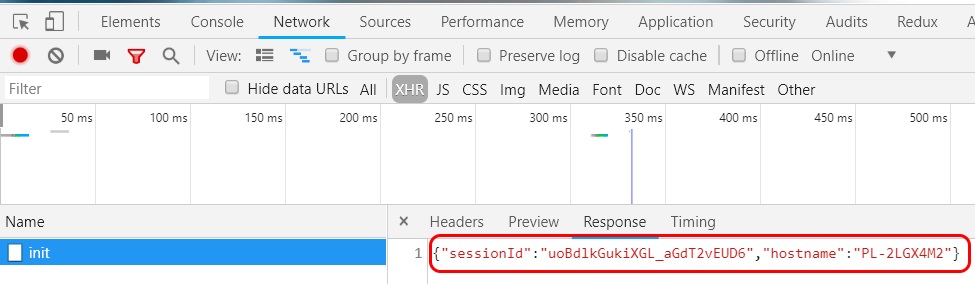 Elements Console Network Sources Performance Memory Application Security Audits Redux
View: Group by frame Preserve log Disable cache Offline Online
Filter Hide data URLs All XHR JS CSS Img Media Font Doc WS Manifest Other
50 ms 100 ms 150 ms 200 ms 250 ms 300 ms 350 ms 400 ms 450 ms 500 ms
Name × Headers Preview Response Timing
init 1 {"sessionId":"uoBdlkGukiXGL_aGdT2vEUD6","hostname":"PL-2LGX4M2"}